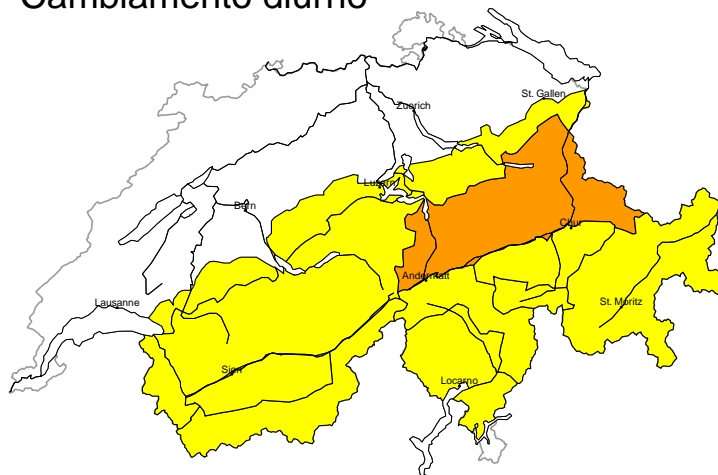 Cambiamento diurno
St. Gallen
Zuerich
Luzern
Bern
Chur
Andermatt
Lausanne
St. Moritz
Sion
Locarno